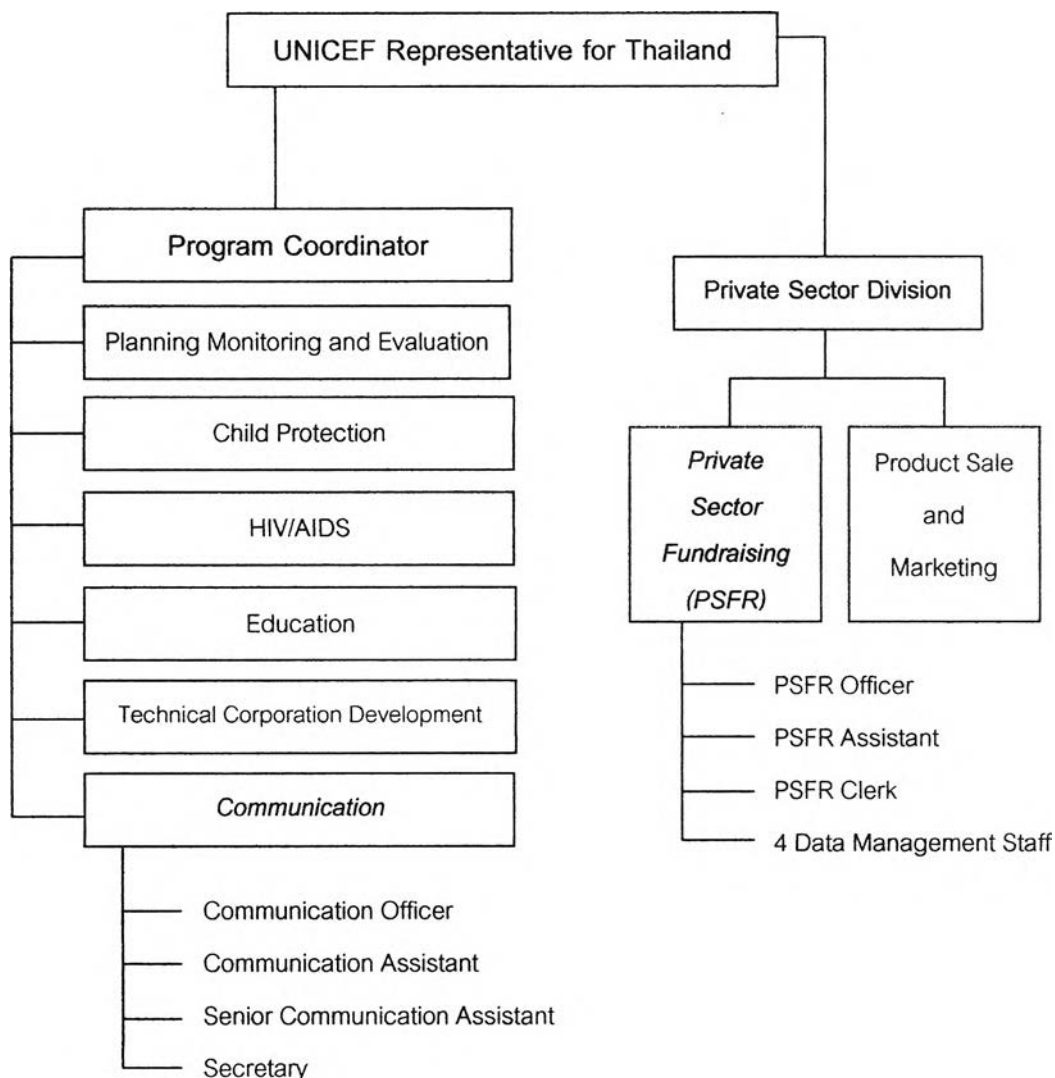 UNICEF Representative for Thailand
Program Coordinator
Planning Monitoring and Evaluation
Child Protection
HIV/AIDS
Education
Technical Corporation Development
Communication
Communication Officer
Communication Assistant
Senior Communication Assistant
Secretary
Private Sector Division
Private
Sector
Fundraising
(PSFR)
PSFR Officer
PSFR Assistant
PSFR Clerk
4 Data Management Staff
Product Sale
and
Marketing